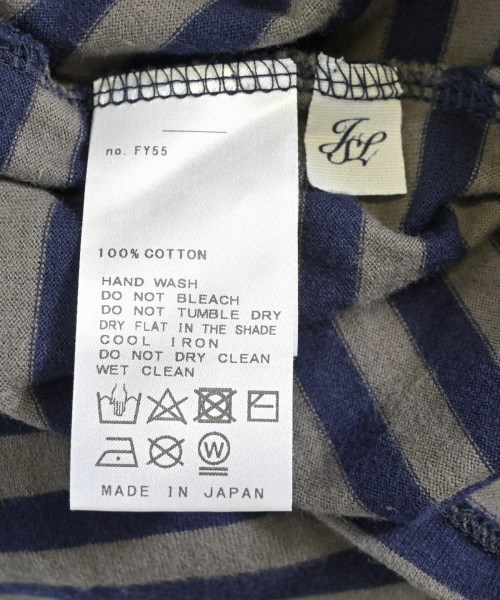 no. FY55
100% COTTON
HAND WASH
DO NOT BLEACH
DO NOT TUMBLE DRY
DRY FLAT IN THE SHADE
COOL IRON
DO NOT DRY CLEAN
WET CLEAN
W
MADE IN JAPAN